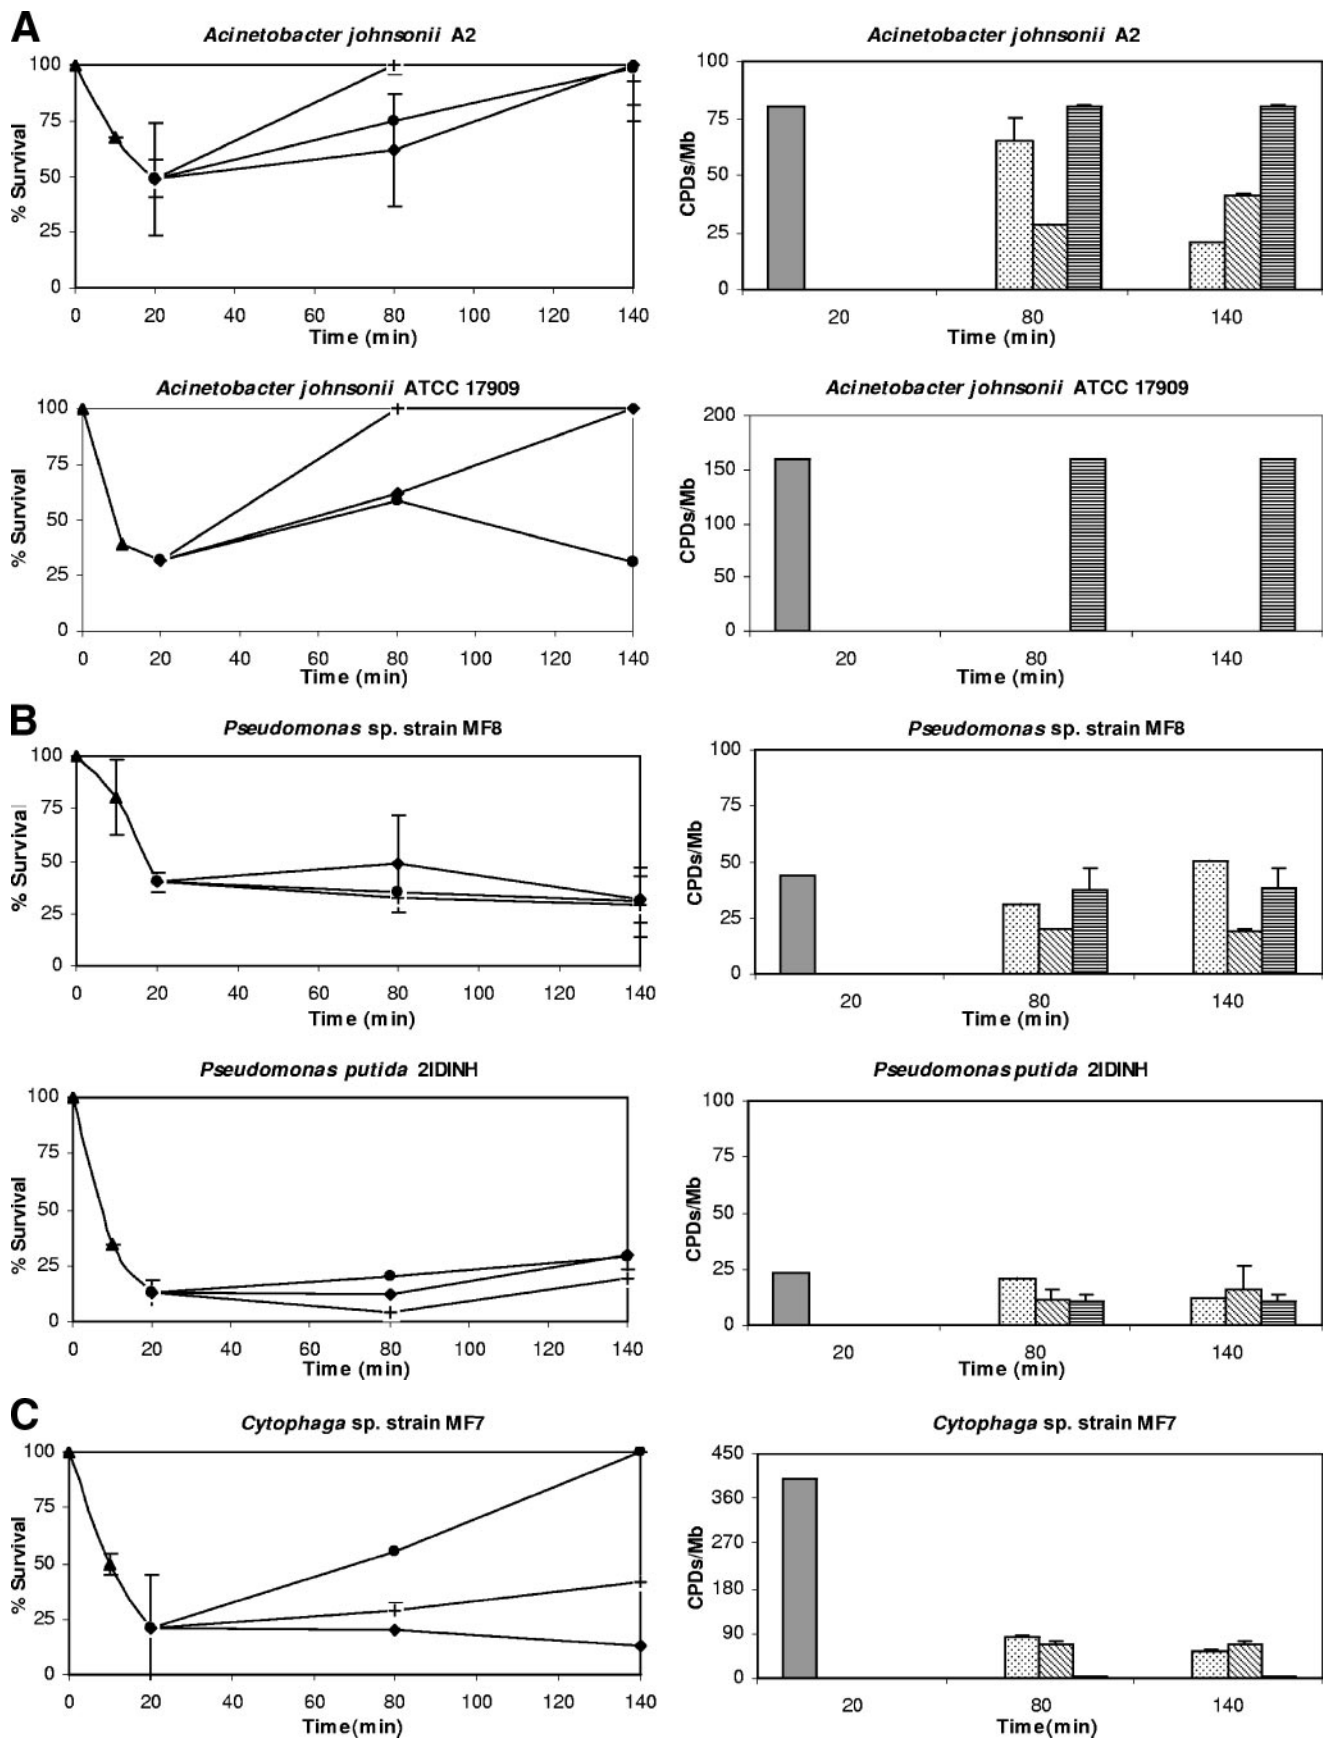 A
Acinetobacter johnsonii A2
100
75
50
25
0
% Survival
0 20 40 60 80 100 120 140
Time (min)
Acinetobacter johnsonii A2
100
75
50
25
0
CPDs/Mb
20 80 140
Time (min)
Acinetobacter johnsonii ATCC 17909
100
75
50
25
0
% Survival
0 20 40 60 80 100 120 140
Time (min)
Acinetobacter johnsonii ATCC 17909
200
150
100
50
0
CPDs/Mb
20 80 140
Time (min)
B
Pseudomonas sp. strain MF8
100
75
50
25
0
% Survival
0 20 40 60 80 100 120 140
Time (min)
Pseudomonas sp. strain MF8
100
75
50
25
0
CPDs/Mb
20 80 140
Time (min)
Pseudomonas putida 2IDINH
100
75
50
25
0
% Survival
0 20 40 60 80 100 120 140
Time (min)
Pseudomonas putida 2IDINH
100
75
50
25
0
CPDs/Mb
20 80 140
Time (min)
C
Cytophaga sp. strain MF7
100
75
50
25
0
% Survival
0 20 40 60 80 100 120 140
Time(min)
Cytophaga sp. strain MF7
450
360
270
180
90
0
CPDs/Mb
20 80 140
Time(min)